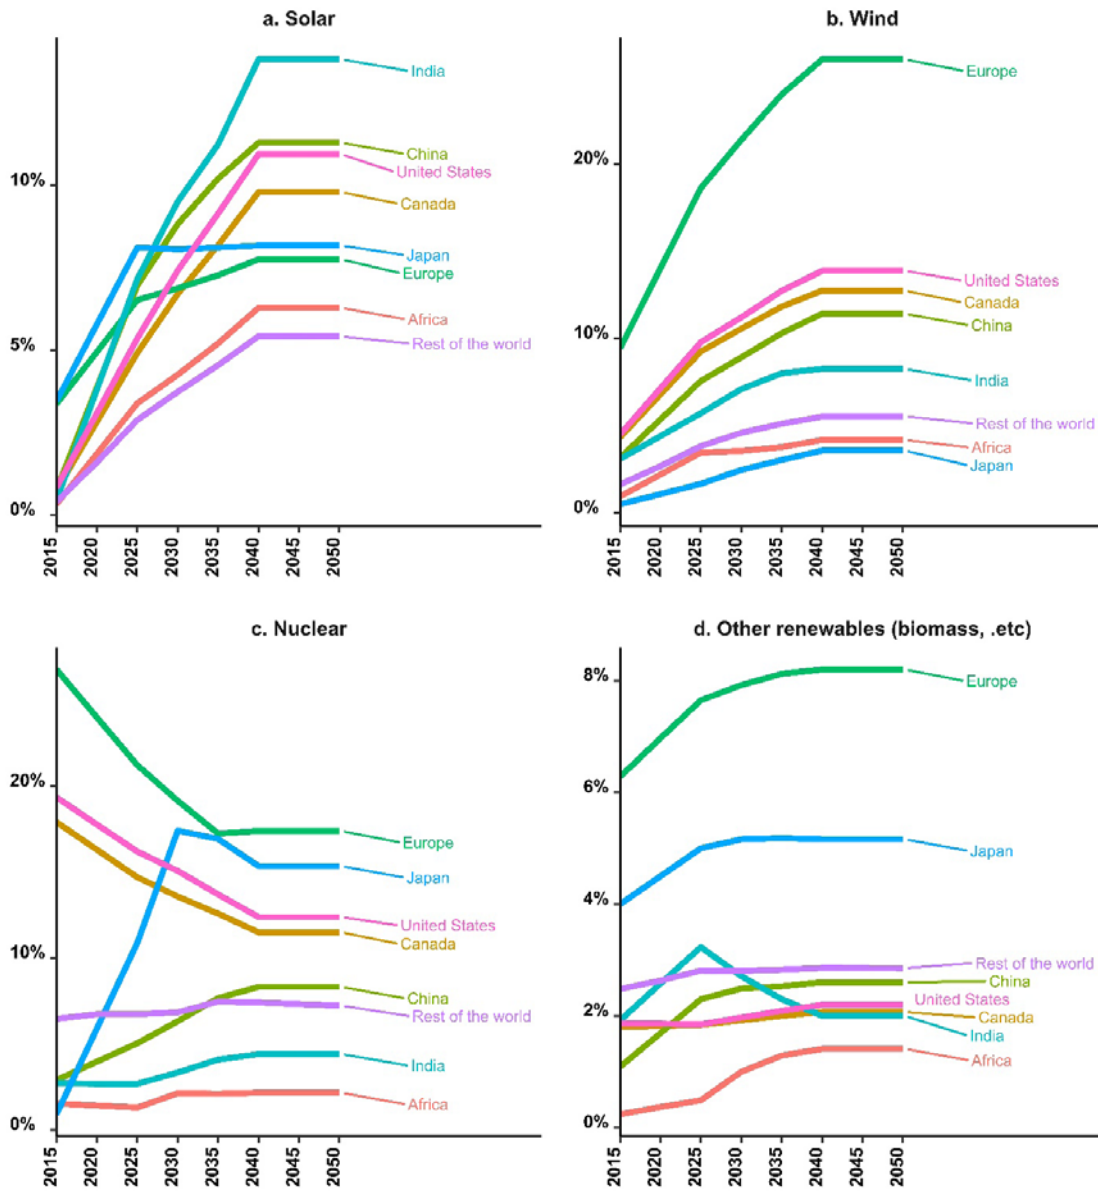 a. Solar
10%
5%
0%
India
China
United States
Canada
Japan
Europe
Africa
Rest of the world
2015 2020 2025 2030 2035 2040 2045 2050
b. Wind
20%
10%
0%
Europe
United States
Canada
China
India
Rest of the world
Africa
Japan
2015 2020 2025 2030 2035 2040 2045 2050
c. Nuclear
20%
10%
0%
Europe
Japan
United States
Canada
China
Rest of the world
India
Africa
2015 2020 2025 2030 2035 2040 2045 2050
d. Other renewables (biomass, .etc)
8%
6%
4%
2%
0%
Europe
Japan
Rest of the world
China
United States
Canada
India
Africa
2015 2020 2025 2030 2035 2040 2045 2050